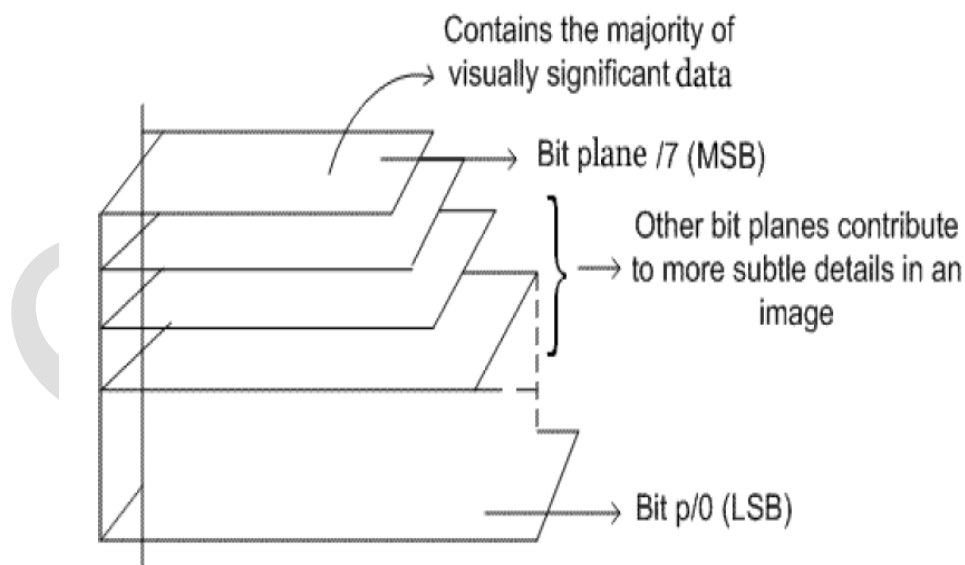 Contains the majority of
visually significant data
Bit plane /7 (MSB)
Other bit planes contribute
to more subtle details in an
image
Bit p/0 (LSB)